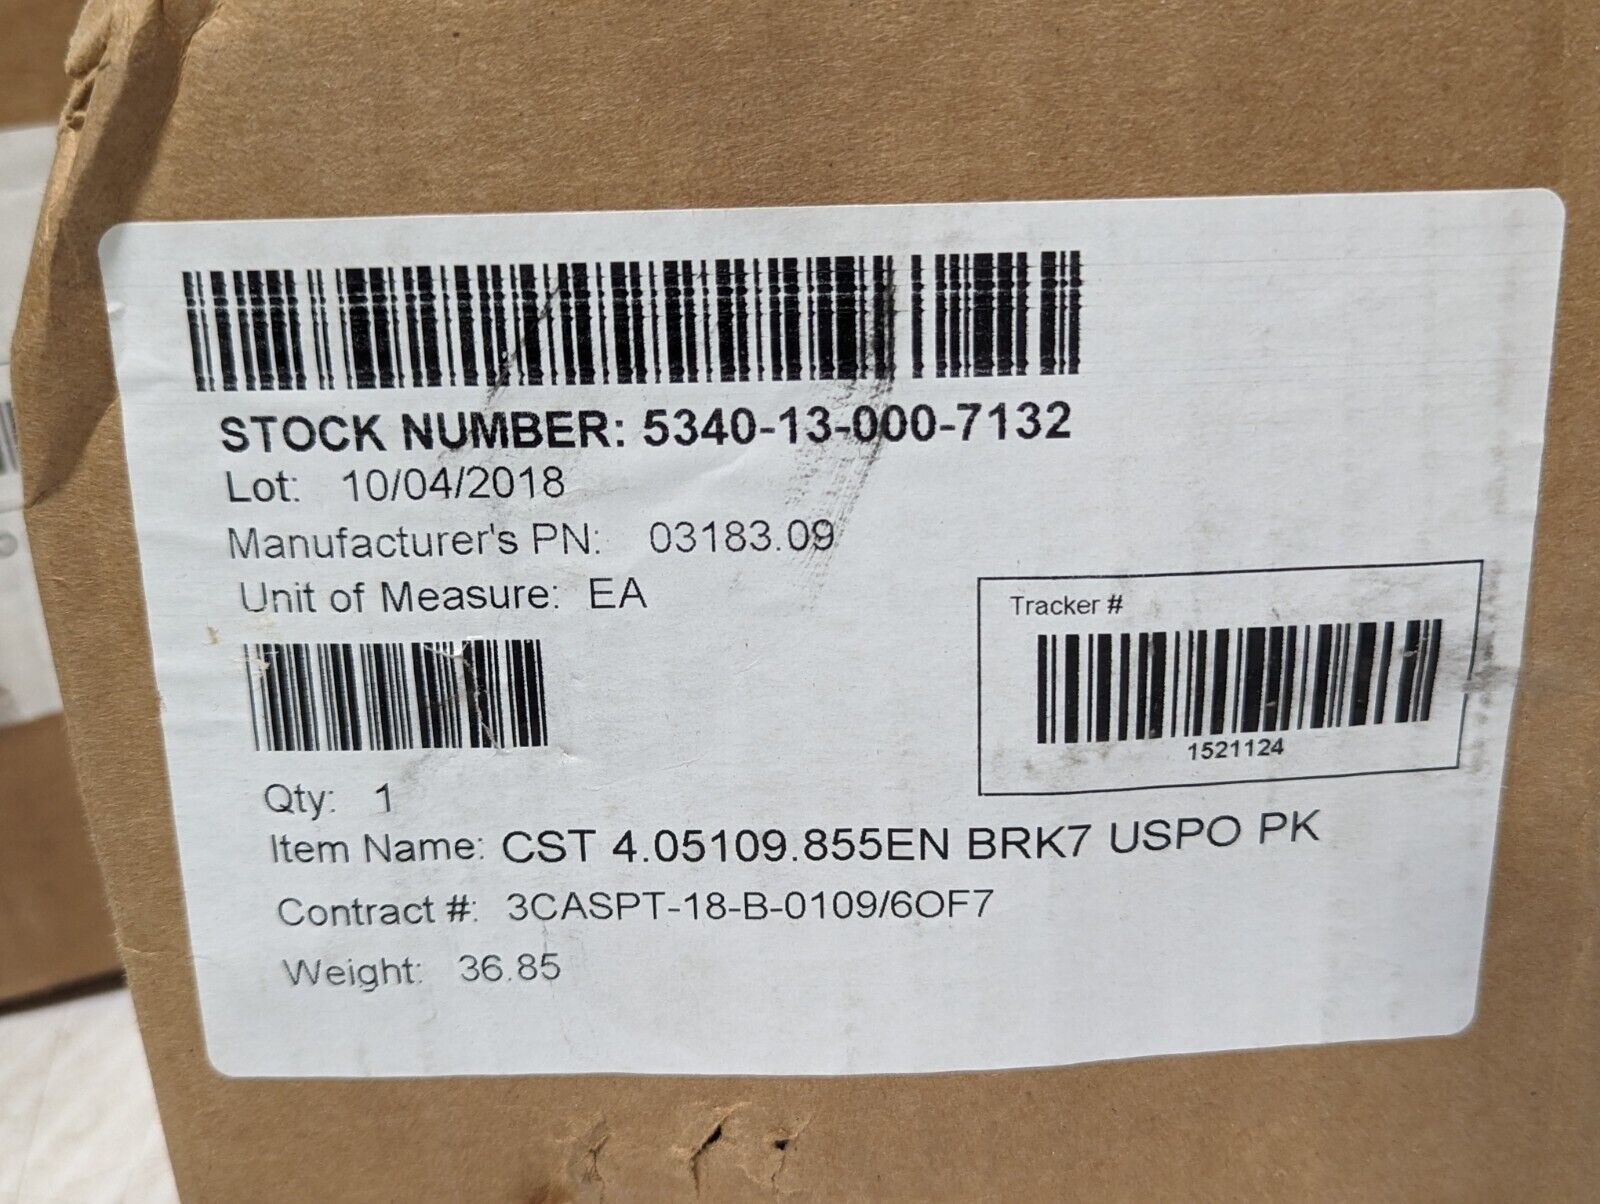 STOCK NUMBER: 5340-13-000-7132
Lot: 10/04/2018
Manufacturer's PN: 03183.09
Unit of Measure: EA
Tracker #
1521124
Qty: 1
Item Name: CST 4.05109.855EN BRK7 USPO PK
Contract #: 3CASPT-18-B-0109/6OF7
Weight: 36.85